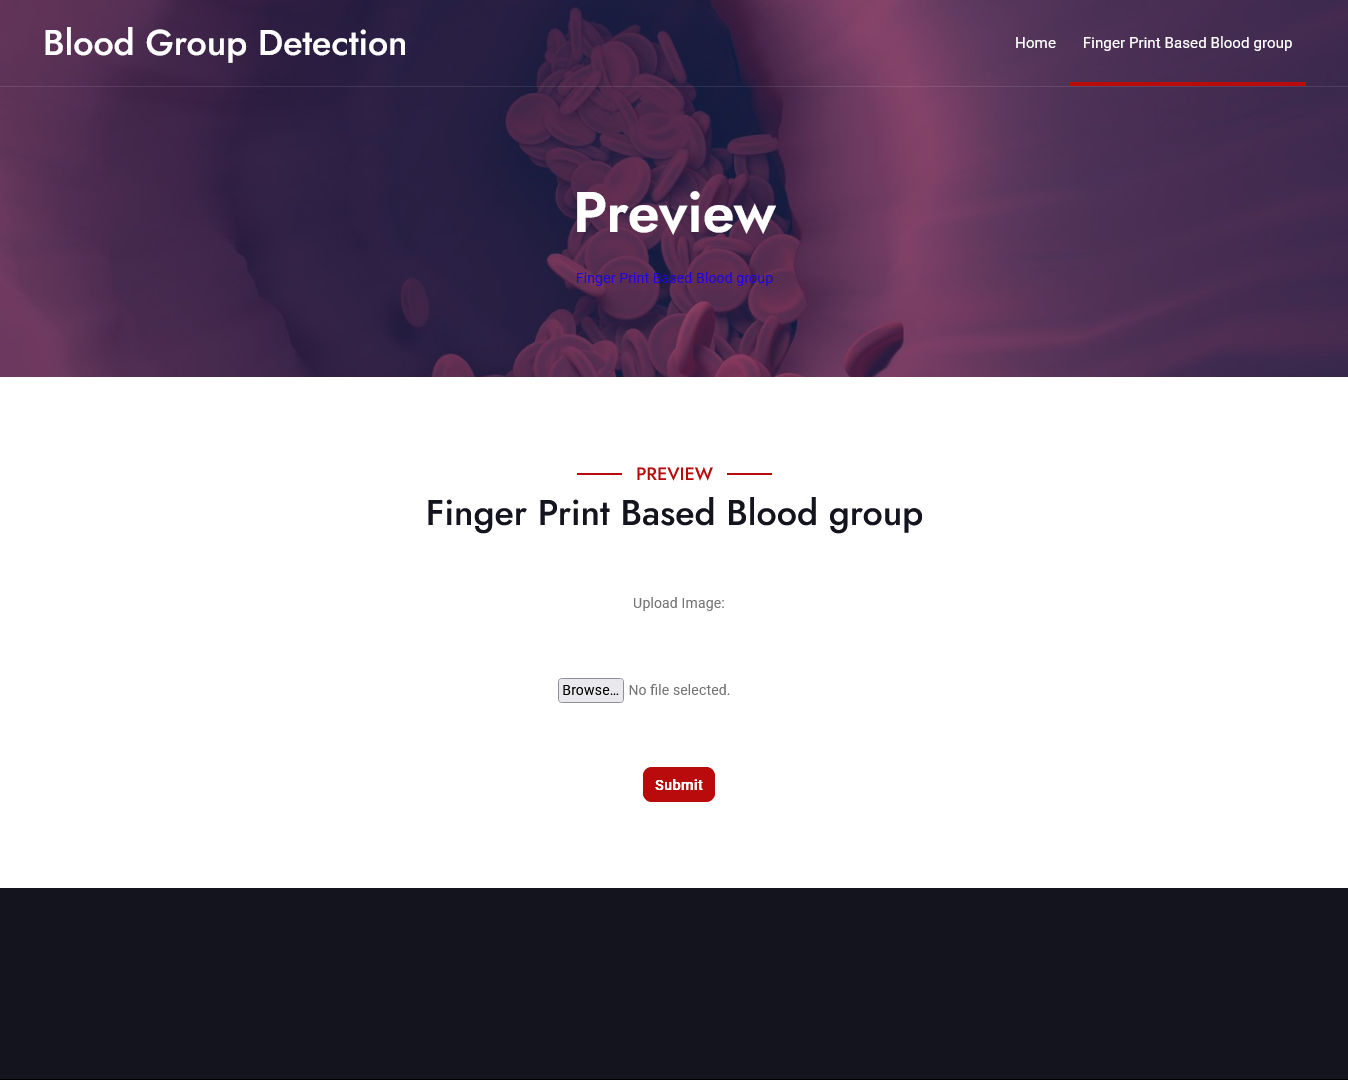 Blood Group Detection
Home
Finger Print Based Blood group
Preview
Finger Print Based Blood group
PREVIEW
Finger Print Based Blood group
Upload Image:
Browse... No file selected.
Submit